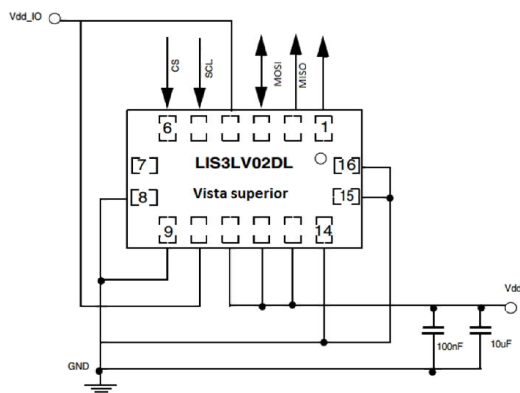 Vdd_IO
CS
SCL
MOSI
MISO
6
1
LIS3LV02DL
7
16
Vista superior
8
15
9
14
Vdd
100nF
10uF
GND